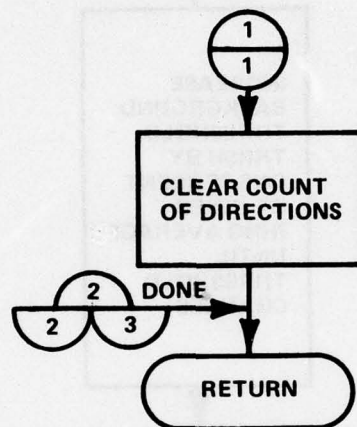 1
1
CLEAR COUNT
OF DIRECTIONS
2 DONE
2 3
RETURN